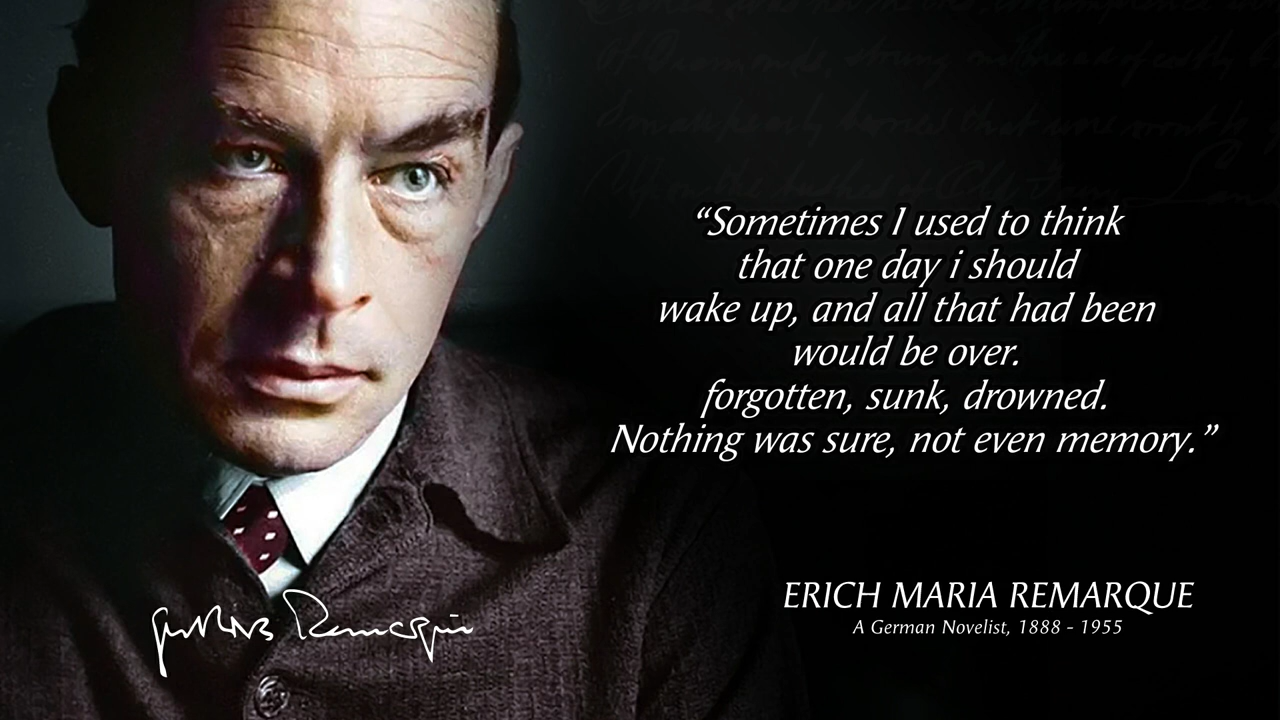 “Sometimes I used to think
that one day i should
wake up, and all that had been
would be over.
forgotten, sunk, drowned.
Nothing was sure, not even memory.”
ERICH MARIA REMARQUE
A German Novelist, 1888 - 1955
Remarque